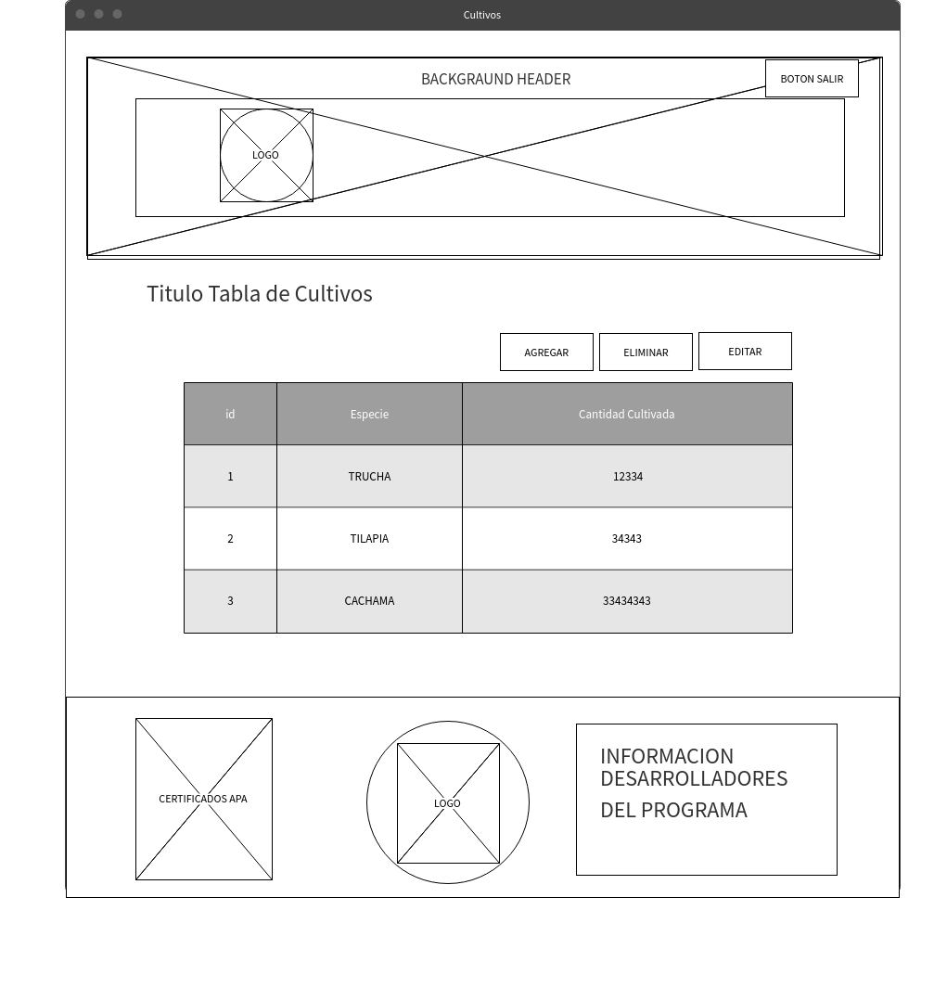 Cultivos
BACKGRAUND HEADER
BOTON SALIR
LOGO
Titulo Tabla de Cultivos
AGREGAR
ELIMINAR
EDITAR
id Especie Cantidad Cultivada
1 TRUCHA 12334
2 TILAPIA 34343
3 CACHAMA 33434343
CERTIFICADOS APA
LOGO
INFORMACION
DESARROLLADORES
DEL PROGRAMA